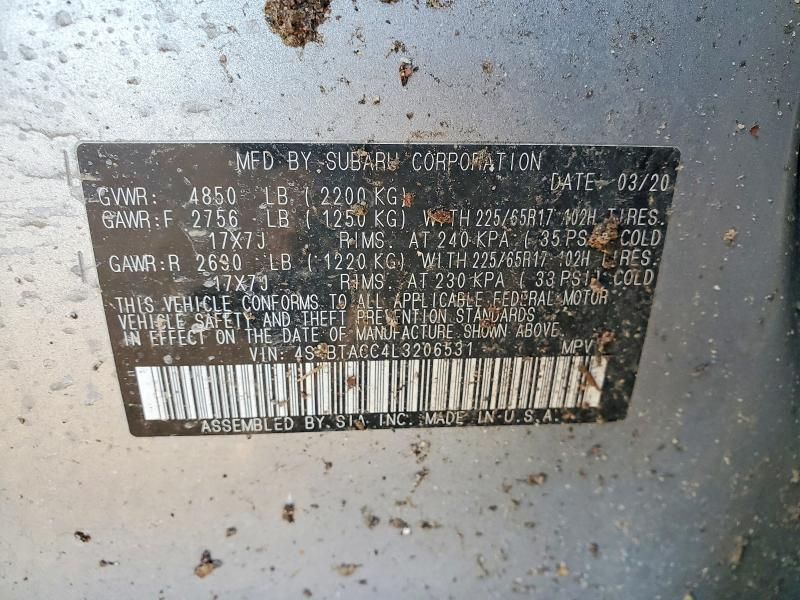 MFD BY SUBARU CORPORATION
DATE 03/20
GVWR: 4850 LB ( 2200 KG)
GAWR:F 2756 LB ( 1250 KG) WITH 225/65R17 102H TIRES.
17X7J RIMS. AT 240 KPA ( 35 PSI) COLD
GAWR:R 2690 LB ( 1220 KG) WITH 225/65R17 102H TIRES.
17X7J RIMS. AT 230 KPA ( 33 PSI) COLD
THIS VEHICLE CONFORMS TO ALL APPLICABLE FEDERAL MOTOR
VEHICLE SAFETY AND THEFT PREVENTION STANDARDS
IN EFFECT ON THE DATE OF MANUFACTURE SHOWN ABOVE.
VIN: MPV
ASSEMBLED BY SIA, INC. MADE IN U.S.A.